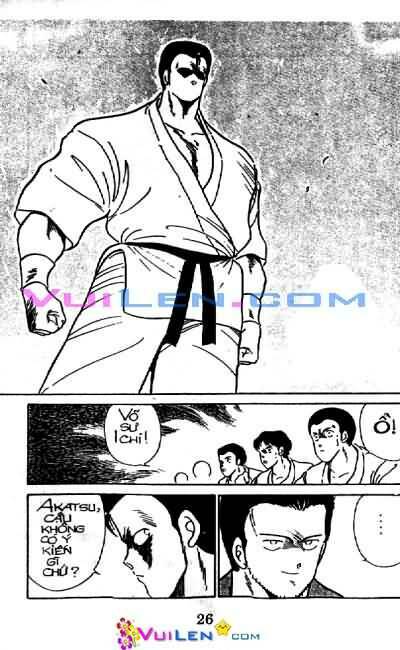 VUILEN.COM
VÕ
SƯ
ICHI!
Ồ!
AKATSU,
CẬU
KHÔNG
CÓ Ý
KIẾN
GÌ
CHỨ?
....
26
VUILEN.COM